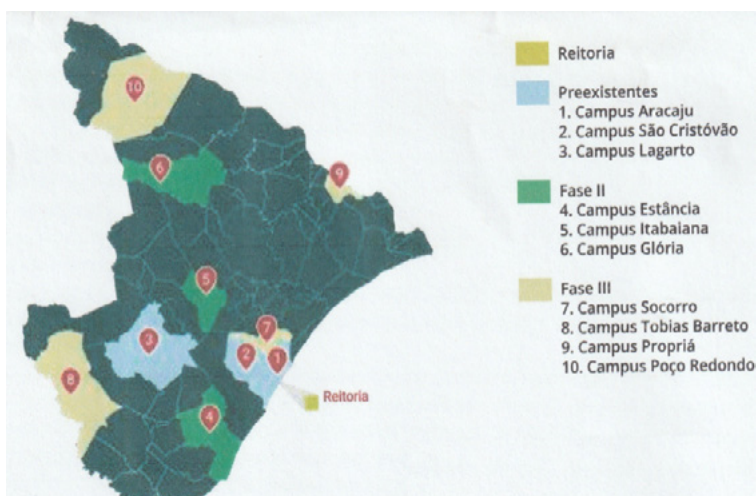 10
6
9
5
7
3
2
1
8
4
Reitoria
Reitoria
Preexistentes
1. Campus Aracaju
2. Campus São Cristóvão
3. Campus Lagarto
Fase II
4. Campus Estância
5. Campus Itabaiana
6. Campus Glória
Fase III
7. Campus Socorro
8. Campus Tobias Barreto
9. Campus Propriá
10. Campus Poço Redondo